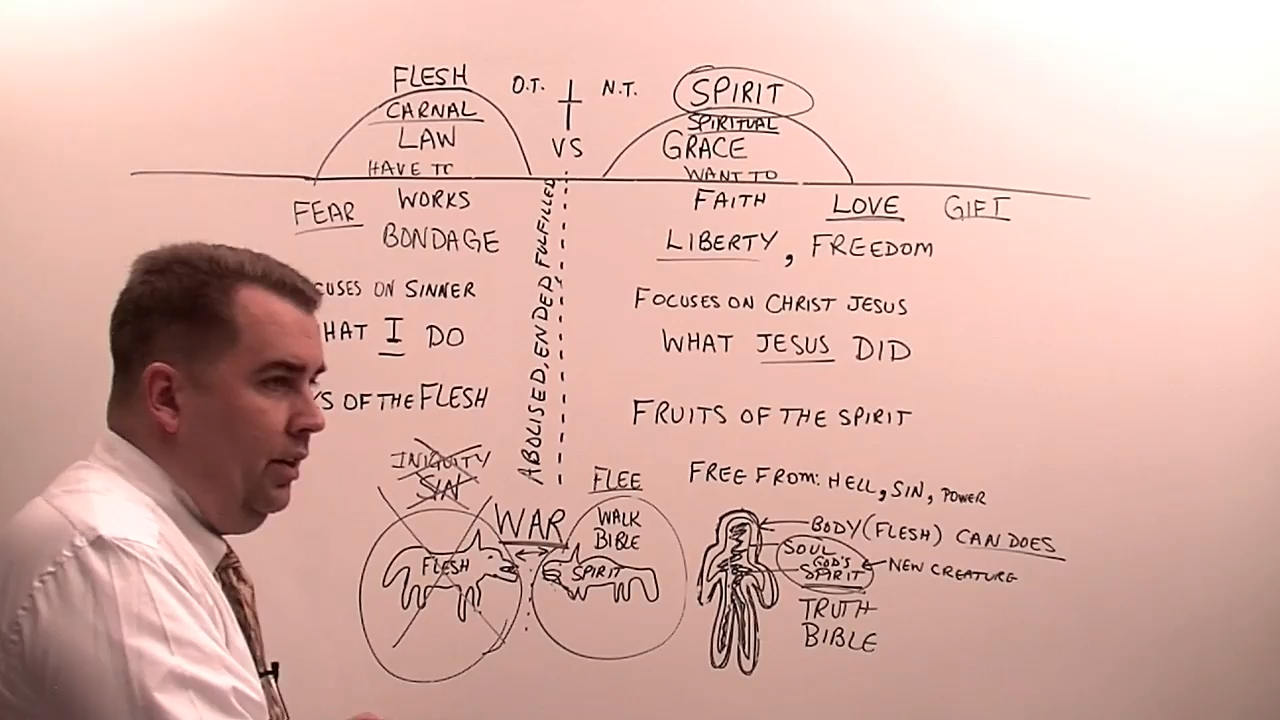 FLESH
CARNAL
LAW
HAVE TO
O.T.
N.T.
VS
SPIRIT
SPIRITUAL
GRACE
WANT TO
FEAR
WORKS
BONDAGE
CUSES ON SINNER
HAT I DO
S OF THE FLESH
ABOLISED, ENDED FULFILLED
FAITH
LOVE
GIFT
LIBERTY, FREEDOM
FOCUSES ON CHRIST JESUS
WHAT JESUS DID
FRUITS OF THE SPIRIT
INIQUITY
SIN
FLESH
WAR
FLEE
WALK
BIBLE
SPIRIT
FREE FROM: HELL, SIN, POWER
BODY (FLESH) CAN DOES
SOUL
GOD'S
SPIRIT
NEW CREATURE
TRUTH
BIBLE